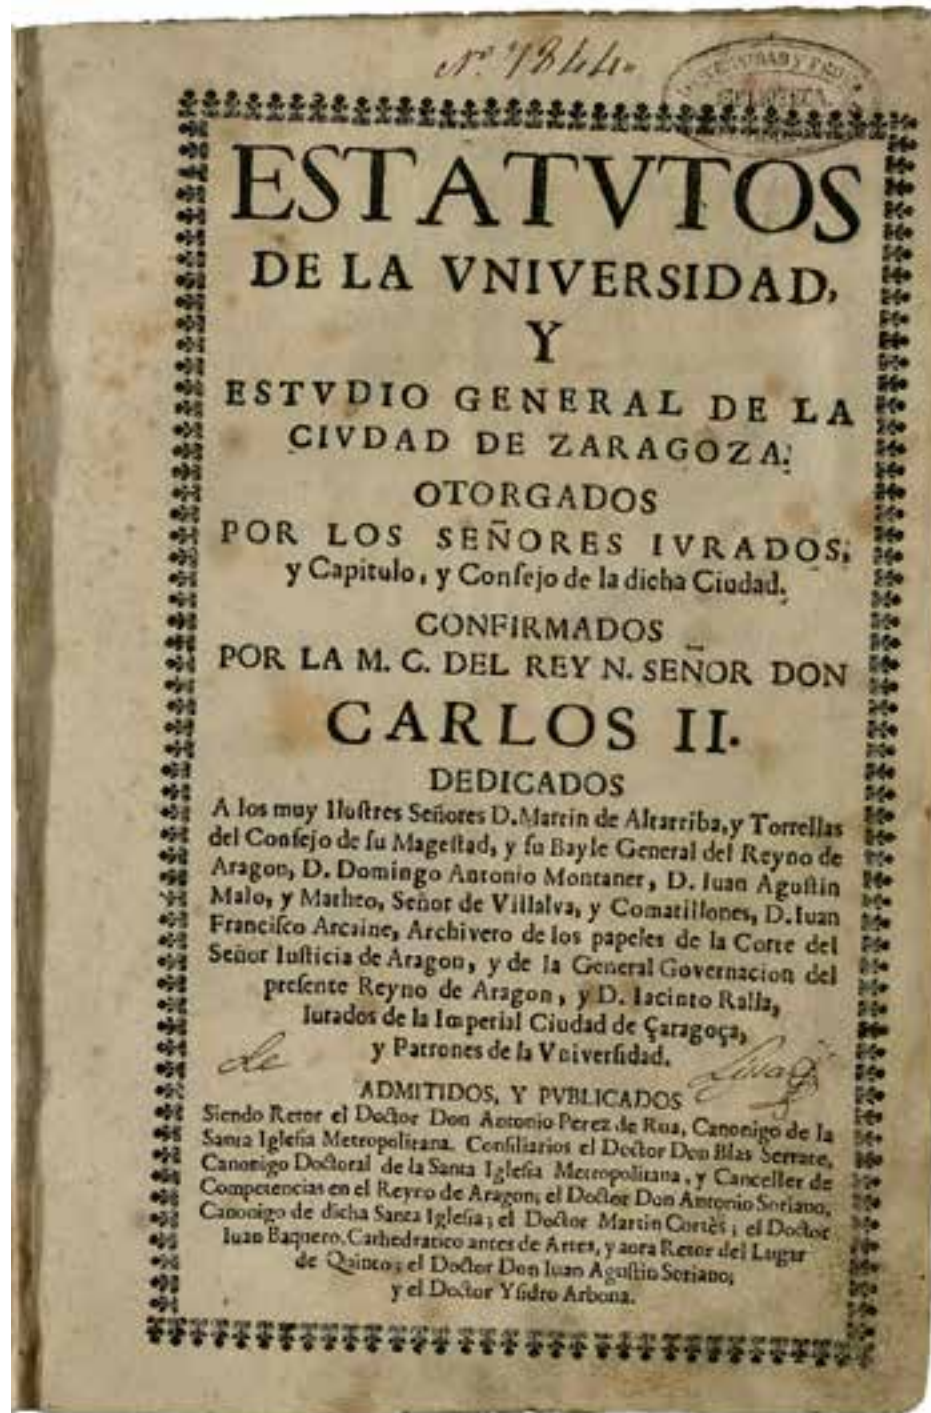 Nº. 7844.
BIBLIOTECA
ESTATVTOS
DE LA VNIVERSIDAD,
Y
ESTVDIO GENERAL DE LA
CIVDAD DE ZARAGOZA.
OTORGADOS
POR LOS SEÑORES IVRADOS,
y Capitulo, y Conſejo de la dicha Ciudad.
CONFIRMADOS
POR LA M. C. DEL REY N. SEÑOR DON
CARLOS II.
DEDICADOS
A los muy Iluſtres Señores D. Martin de Altarriba, y Torrellas
del Conſejo de ſu Mageſtad, y ſu Bayle General del Reyno de
Aragon, D. Domingo Antonio Montaner, D. Iuan Aguſtin
Malo, y Matheo, Señor de Villalva, y Comatillones, D. Iuan
Franciſco Arcaine, Archivero de los papeles de la Corte del
Señor Iuſticia de Aragon, y de la General Governacion del
preſente Reyno de Aragon, y D. Iacinto Ralla,
Iurados de la Imperial Ciudad de Çaragoça,
y Patrones de la Vniverſidad.
de
ADMITIDOS, Y PVBLICADOS
Siendo Retor el Doctor Don Antonio Perez de Rua, Canonigo de la
Santa Igleſia Metropolitana. Conſiliarios el Doctor Don Blas Serrate,
Canonigo Doctoral de la Santa Igleſia Metropolitana, y Canceller de
Competencias en el Reyno de Aragon; el Doctor Don Antonio Soriano,
Canonigo de dicha Santa Igleſia; el Doctor Martin Cortès; el Doctor
Iuan Baquero, Cathedratico antes de Artes, y aora Retor del Lugar
de Quinto; el Doctor Don Iuan Aguſtin Soriano;
y el Doctor Yſidro Arbona.